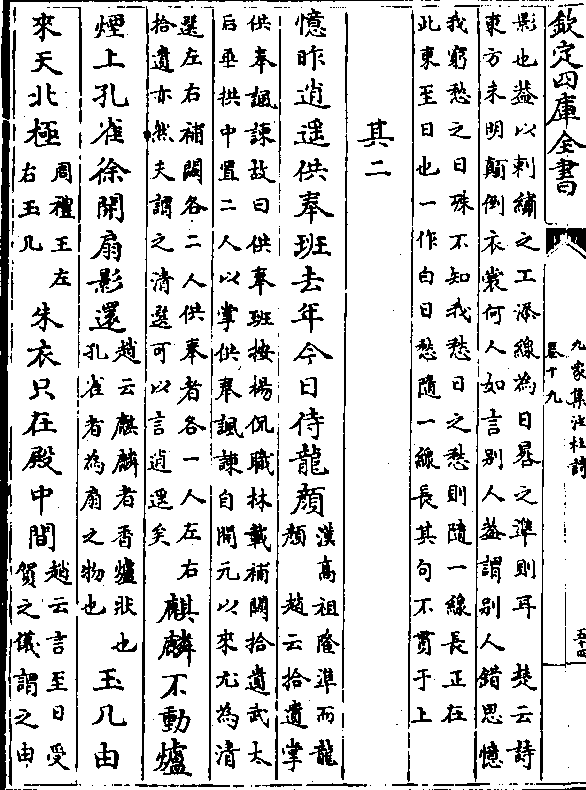 欽定四庫全書
九家集注杜詩
卷十九
五十四
影也葢以刺繡之工添線為日晷之準則耳　楚云詩
東方未明顛倒衣裳何人如言别人葢謂别人錯思憶
我窮愁之日殊不知我愁日之愁則隨一線長正在
此東至日也一作白日愁隨一線長其句不貫于上
其二
憶昨逍遥供奉班去年今日侍龍顔
漢高祖隆準而龍
顔　趙云拾遺掌
供奉諷諫故曰供奉班按楊侃職林載補闕拾遺武太
后垂拱中置二人以掌供奉諷諫自開元以來尤為清
選左右補闕各二人供奉者各一人左右
拾遺亦然夫謂之清選可以言逍遥矣
麒麟不動爐
煙上孔雀徐開扇影還
趙云麒麟者香爐狀也
孔雀者為扇之物也
玉几由
來天北極
周禮王左
右玉几
朱衣只在殿中間
趙云言至日受
賀之儀謂之由